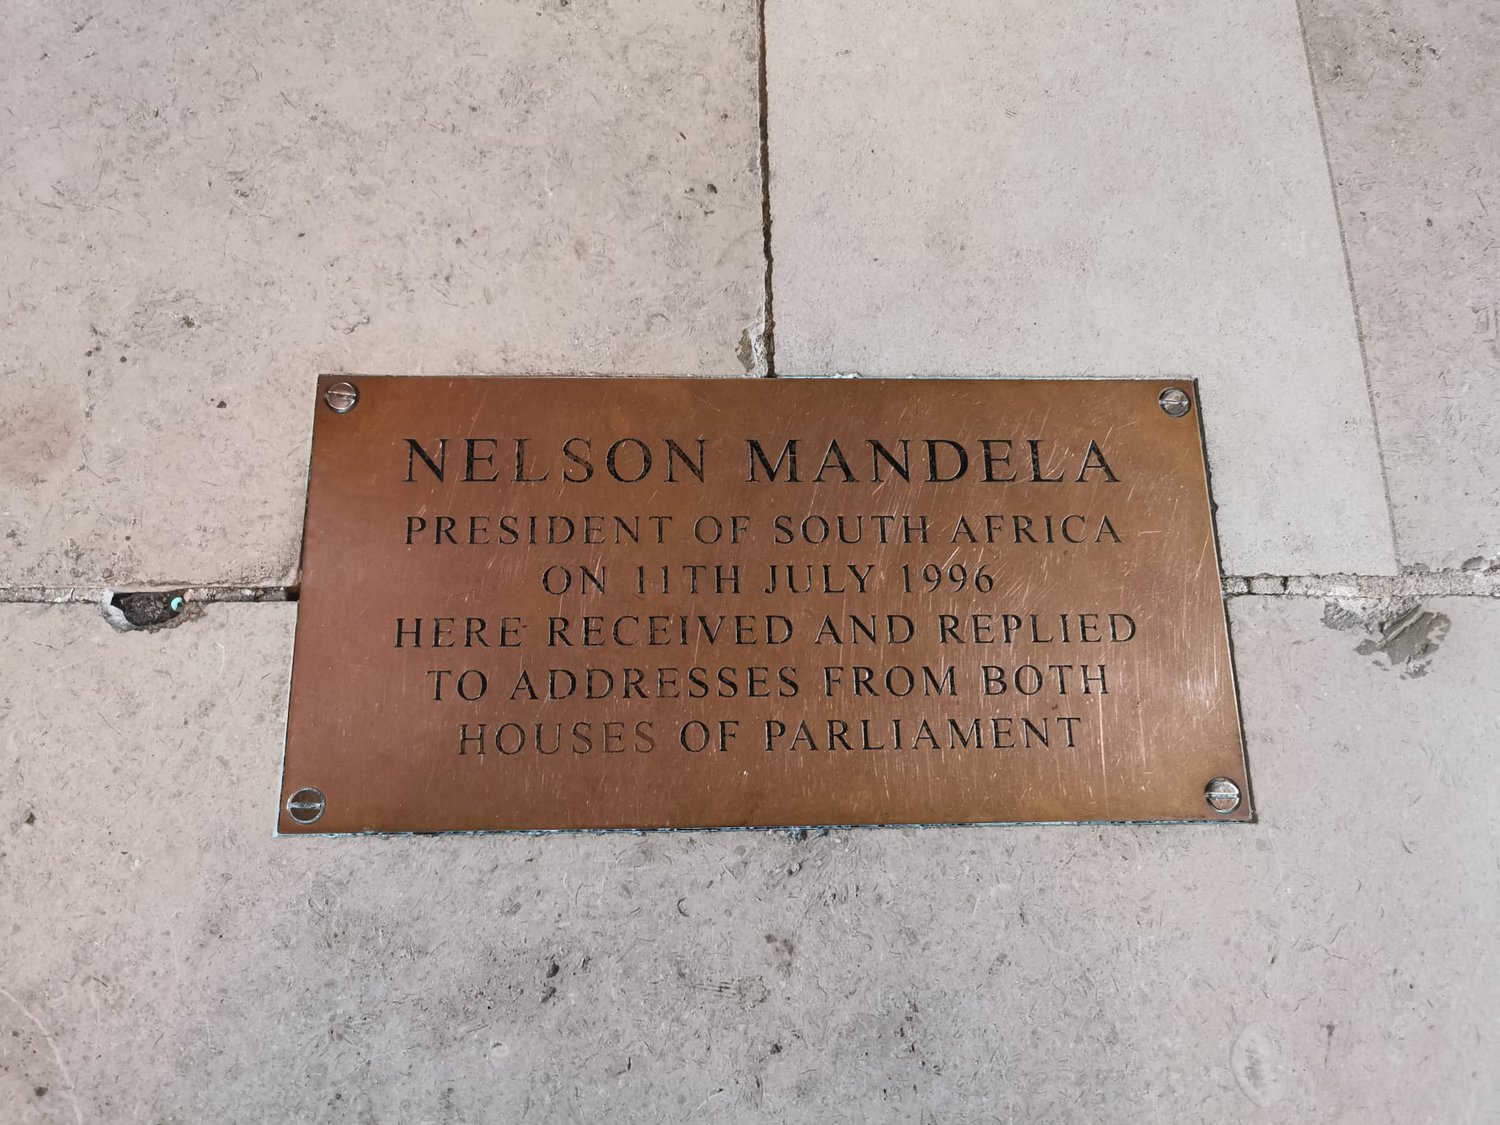 NELSON MANDELA
PRESIDENT OF SOUTH AFRICA
ON 11TH JULY 1996
HERE RECEIVED AND REPLIED
TO ADDRESSES FROM BOTH
HOUSES OF PARLIAMENT